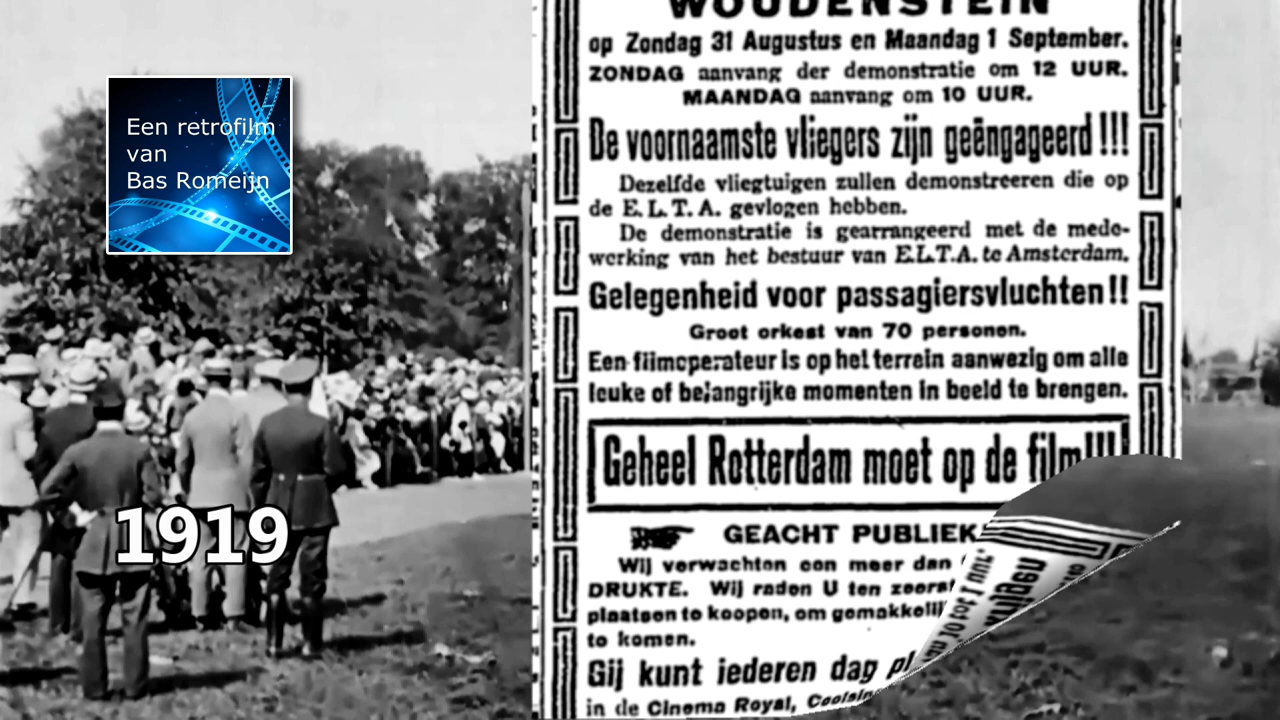 Een retrofilm
van
Bas Romeijn
1919
WOUDENSTEIN
op Zondag 31 Augustus en Maandag 1 September.
ZONDAG aanvang der demonstratie om 12 UUR.
MAANDAG aanvang om 10 UUR.
De voornaamste vliegers zijn geëngageerd !!!
Dezelfde vliegtuigen zullen demonstreeren die op
de E. L. T. A. gevlogen hebben.
De demonstratie is gearrangeerd met de mede-
werking van het bestuur van E.L.T.A. te Amsterdam.
Gelegenheid voor passagiersvluchten!!
Groot orkest van 70 personen.
Een filmoperateur is op het terrein aanwezig om alle
leuke of belangrijke momenten in beeld te brengen.
Geheel Rotterdam moet op de film!!!
GEACHT PUBLIEK
Wij verwachten een meer dan
DRUKTE. Wij raden U ten zeerst
plaatsen te koopen, om
te komen.
Gij kunt iederen dag
in de Cinema Royal,